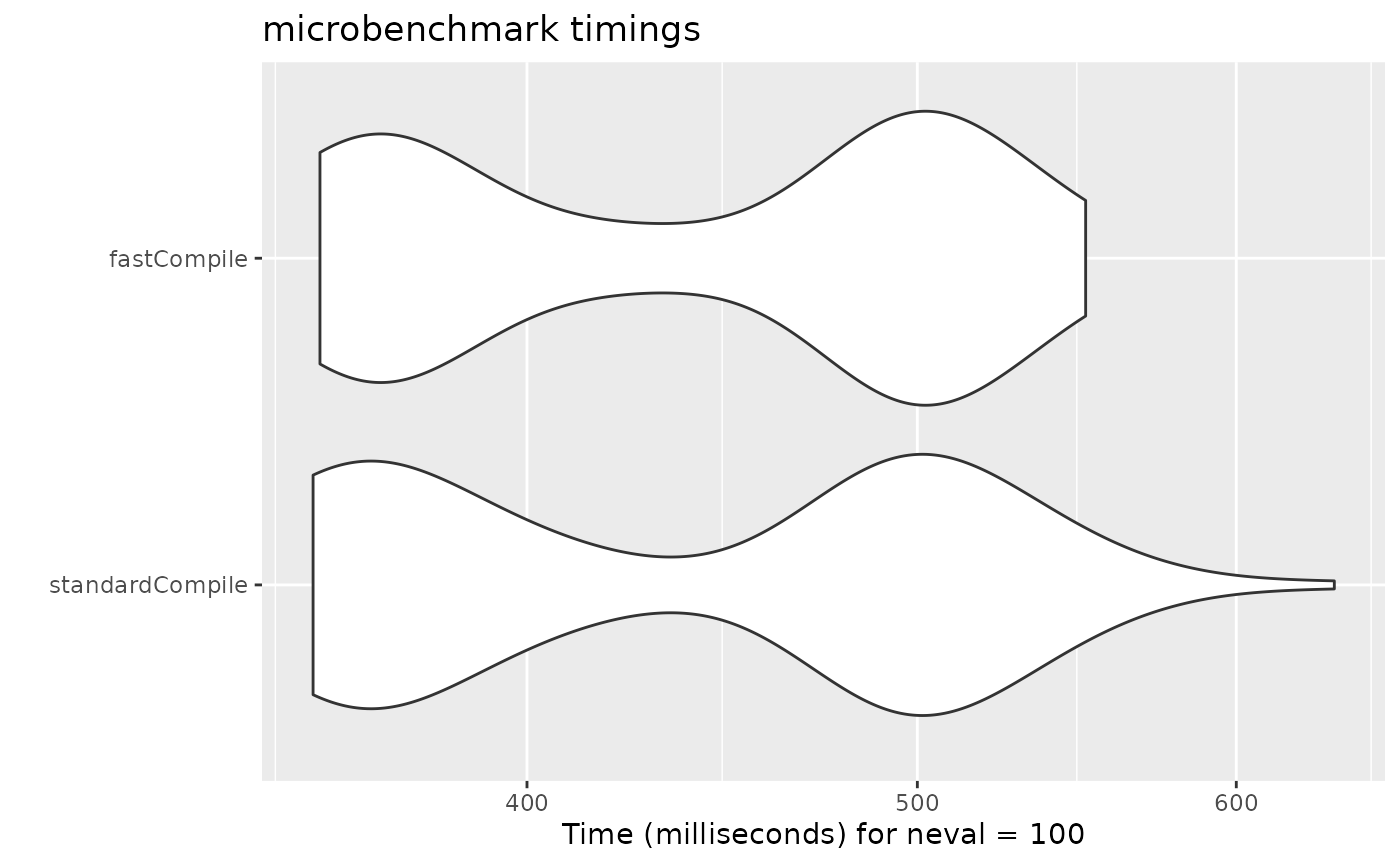 microbenchmark timings
fastCompile
standardCompile
400 500 600
Time (milliseconds) for neval = 100